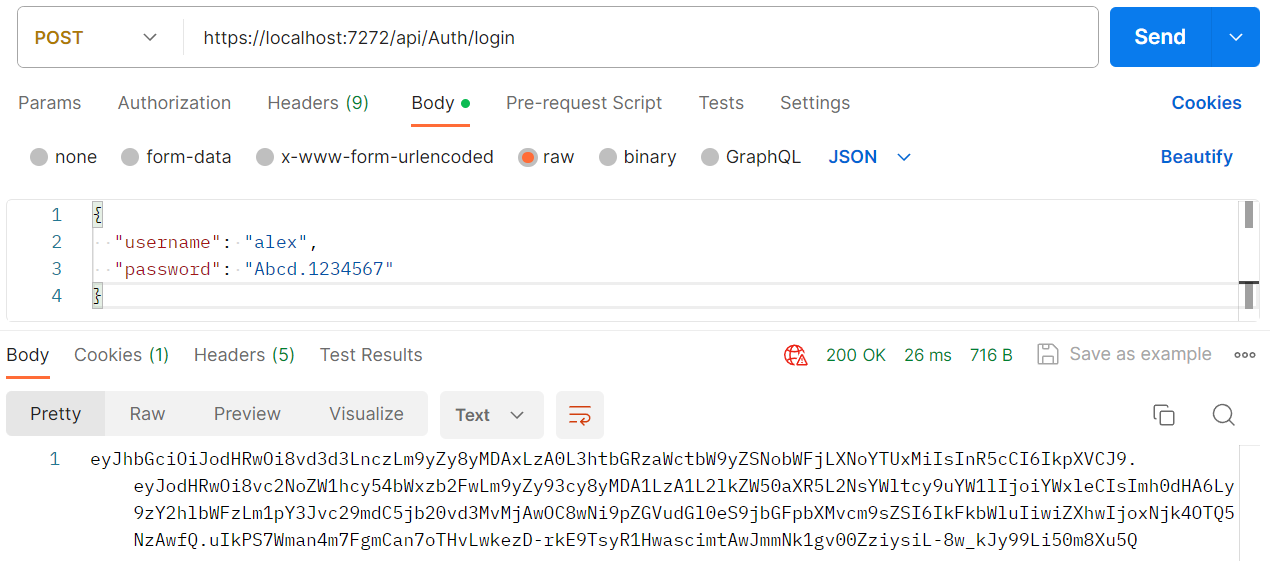 POST https://localhost:7272/api/Auth/login Send
Params Authorization Headers (9) Body Pre-request Script Tests Settings Cookies
none form-data x-www-form-urlencoded raw binary GraphQL JSON Beautify
1 {
2 "username": "alex",
3 "password": "Abcd.1234567"
4 }
Body Cookies (1) Headers (5) Test Results 200 OK 26 ms 716 B Save as example
Pretty Raw Preview Visualize Text
1 eyJhbGciOiJodHRwOi8vd3d3LnczLm9yZy8yMDAxLzA0L3htbGRzaWctbW9yZSNobWFjLXNoYTUxMiIsInR5cCI6IkpXVCJ9.
eyJodHRwOi8vc2NoZW1hcy54bWxzb2FwLm9yZy93cy8yMDA1LzA1L2lkZW50aXR5L2NsYWltcy9uYW1lIjoiYWxleCIsImh0dHA6Ly
9zY2hlbWFzLm1pY3Jvc29mdC5jb20vd3MvMjAwOC8wNi9pZGVudGl0eS9jbGFpbXMvcm9sZSI6IkFkbWluIiwiZXhwIjoxNjk4OTQ5
NzAwfQ.uIkPS7Wman4m7FgmCan7oTHvLwkezD-rkE9TsyR1HwascimtAwJmmNk1gv00ZziysiL-8w_kJy99Li50m8Xu5Q